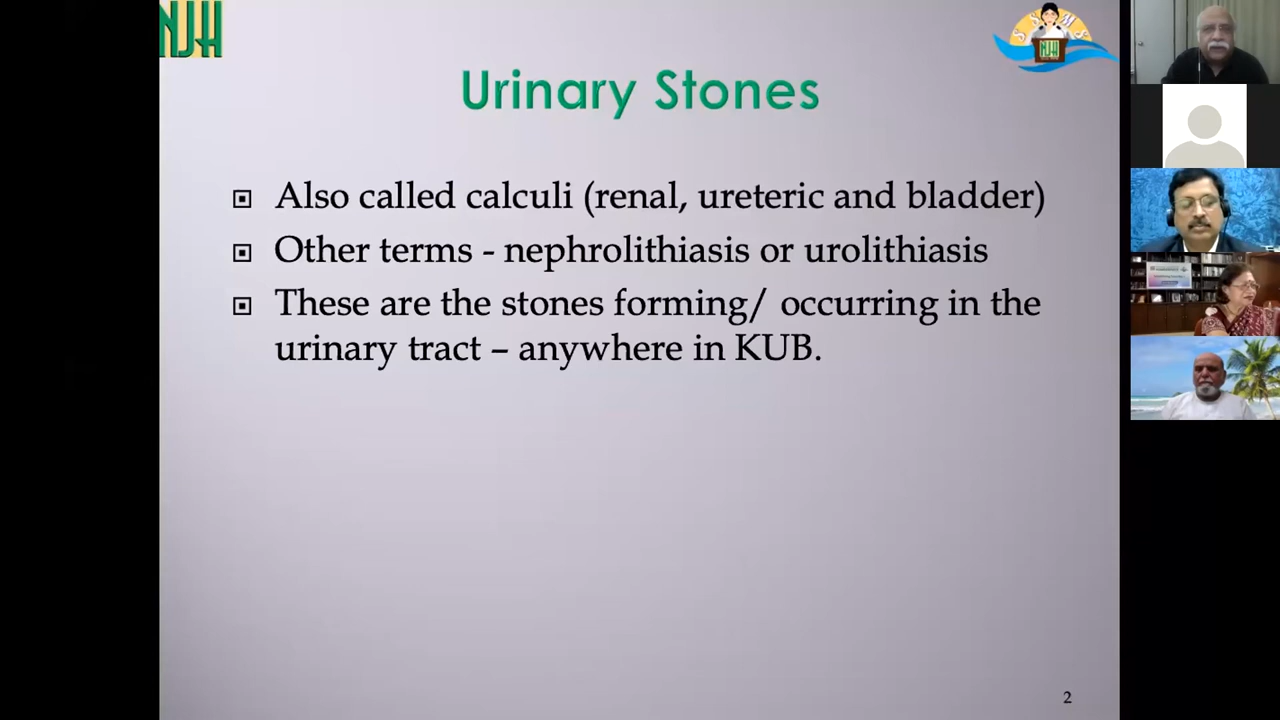 NJH
S S M S
NJH
Urinary Stones
Also called calculi (renal, ureteric and bladder)
Other terms - nephrolithiasis or urolithiasis
These are the stones forming/ occurring in the
urinary tract – anywhere in KUB.
2